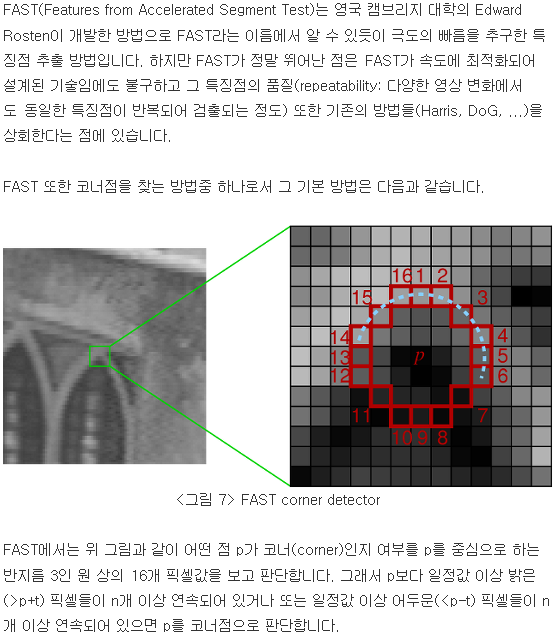 FAST(Features from Accelerated Segment Test)는 영국 캠브리지 대학의 Edward
Rosten이 개발한 방법으로 FAST라는 이름에서 알 수 있듯이 극도의 빠름을 추구한 특
징점 추출 방법입니다. 하지만 FAST가 정말 뛰어난 점은 FAST가 속도에 최적화되어
설계된 기술임에도 불구하고 그 특징점의 품질(repeatability: 다양한 영상 변화에서
도 동일한 특징점이 반복되어 검출되는 정도) 또한 기존의 방법들(Harris, DoG, ...)을
상회한다는 점에 있습니다.
FAST 또한 코너점을 찾는 방법중 하나로서 그 기본 방법은 다음과 같습니다.
16 1 2
15 3
14 4
13 p 5
12 6
11 7
10 9 8
<그림 7> FAST corner detector
FAST에서는 위 그림과 같이 어떤 점 p가 코너(corner)인지 여부를 p를 중심으로 하는
반지름 3인 원 상의 16개 픽셀값을 보고 판단합니다. 그래서 p보다 일정값 이상 밝은
(>p+t) 픽셀들이 n개 이상 연속되어 있거나 또는 일정값 이상 어두운(<p-t) 픽셀들이 n
개 이상 연속되어 있으면 p를 코너점으로 판단합니다.